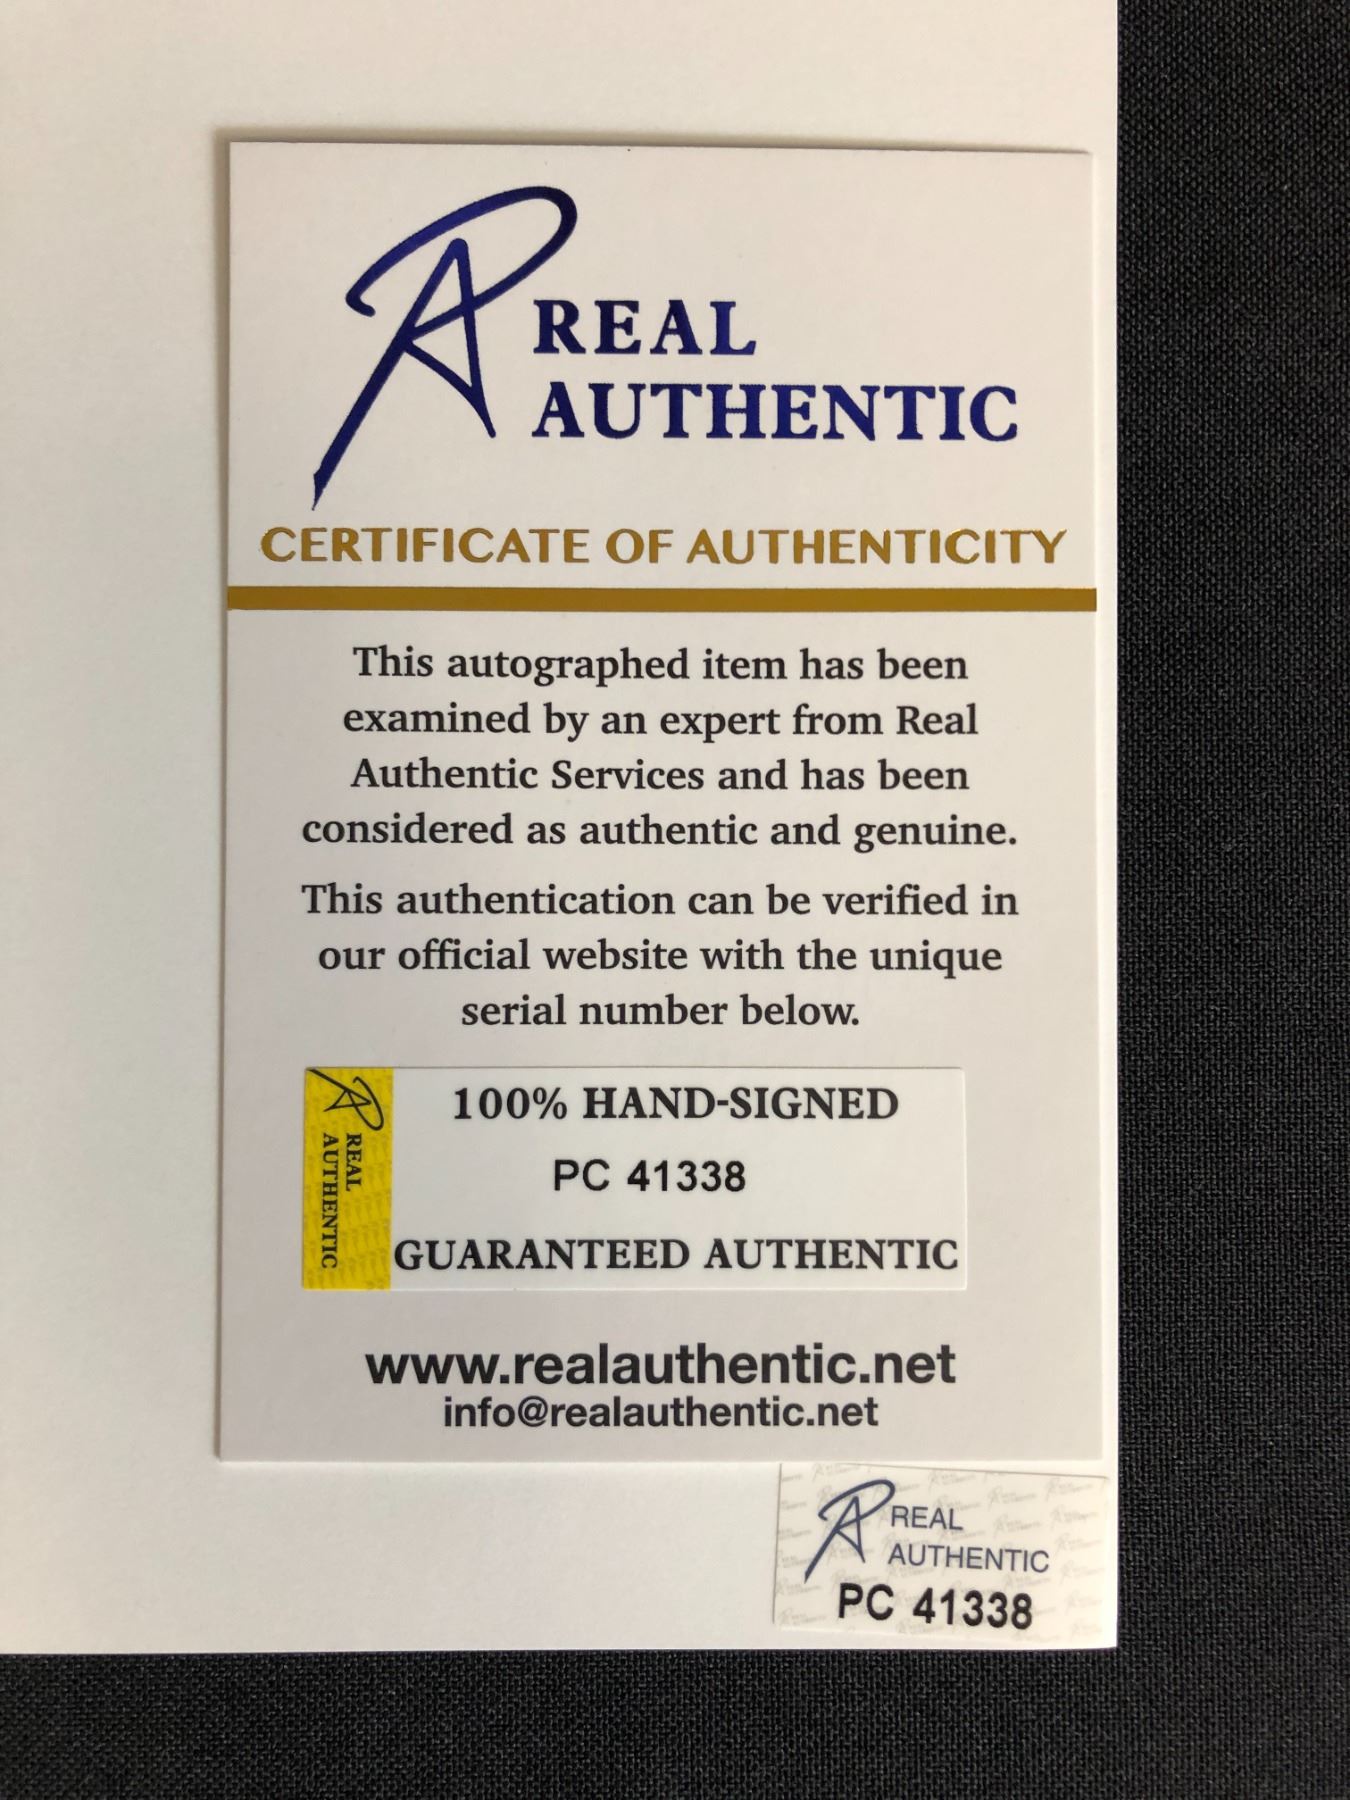 REAL
AUTHENTIC
CERTIFICATE OF AUTHENTICITY
This autographed item has been
examined by an expert from Real
Authentic Services and has been
considered as authentic and genuine.
This authentication can be verified in
our official website with the unique
serial number below.
REAL
AUTHENTIC
100% HAND-SIGNED
PC 41338
GUARANTEED AUTHENTIC
www.realauthentic.net
info@realauthentic.net
REAL
AUTHENTIC
PC 41338